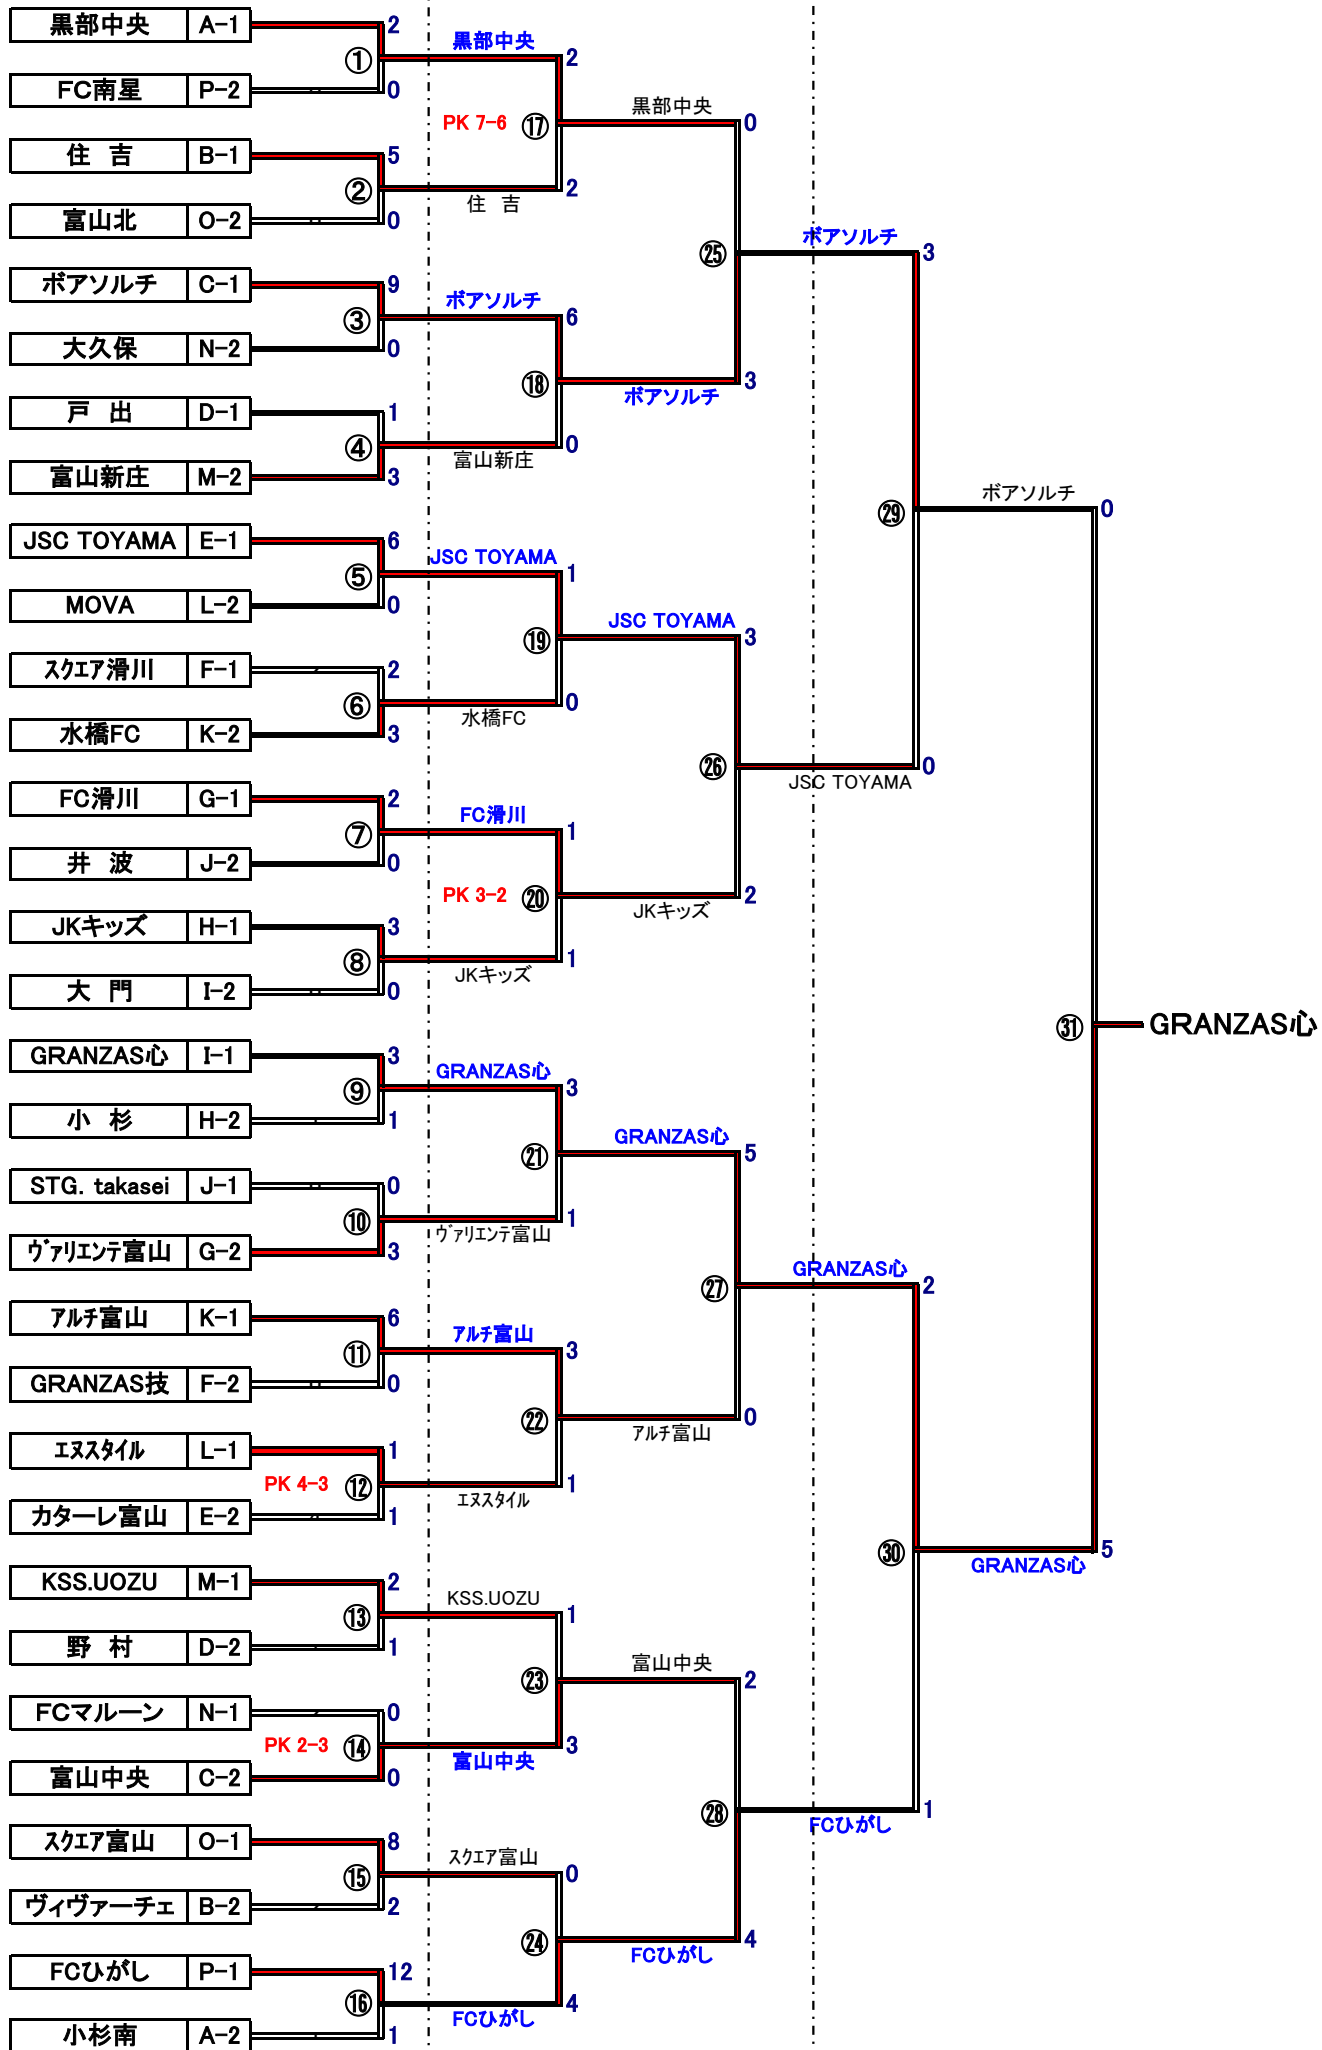 黒部中央 A-1 2
① 黒部中央 2
FC南星 P-2 0
PK 7-6 ⑰ 黒部中央 0
住 吉 B-1 5
② 住 吉 2
富山北 O-2 0
㉕ ボアソルチ 3
ボアソルチ C-1 9
③ ボアソルチ 6
大久保 N-2 0
⑱ ボアソルチ 3
戸 出 D-1 1
④ 富山新庄 0
富山新庄 M-2 3
㉙ ボアソルチ 0
JSC TOYAMA E-1 6
⑤ JSC TOYAMA 1
MOVA L-2 0
⑲ JSC TOYAMA 3
スクエア滑川 F-1 2
⑥ 水橋FC 0
水橋FC K-2 3
㉖ JSC TOYAMA 0
FC滑川 G-1 2
⑦ FC滑川 1
井 波 J-2 0
PK 3-2 ⑳ JKキッズ 2
JKキッズ H-1 3
⑧ JKキッズ 1
大 門 I-2 0
㉛ GRANZAS心
GRANZAS心 I-1 3
⑨ GRANZAS心 3
小 杉 H-2 1
㉑ GRANZAS心 5
STG. takasei J-1 0
⑩ ヴァリエンテ富山 1
ヴァリエンテ富山 G-2 3
㉗ GRANZAS心 2
アルチ富山 K-1 6
⑪ アルチ富山 3
GRANZAS技 F-2 0
㉒ アルチ富山 0
エヌスタイル L-1 1
PK 4-3 ⑫ エヌスタイル 1
カターレ富山 E-2 1
㉚ GRANZAS心 5
KSS.UOZU M-1 2
⑬ KSS.UOZU 1
野 村 D-2 1
㉓ 富山中央 2
FCマルーン N-1 0
PK 2-3 ⑭ 富山中央 3
富山中央 C-2 0
㉘ FCひがし 1
スクエア富山 O-1 8
⑮ スクエア富山 0
ヴィヴァーチェ B-2 2
㉔ FCひがし 4
FCひがし P-1 12
⑯ FCひがし 4
小杉南 A-2 1